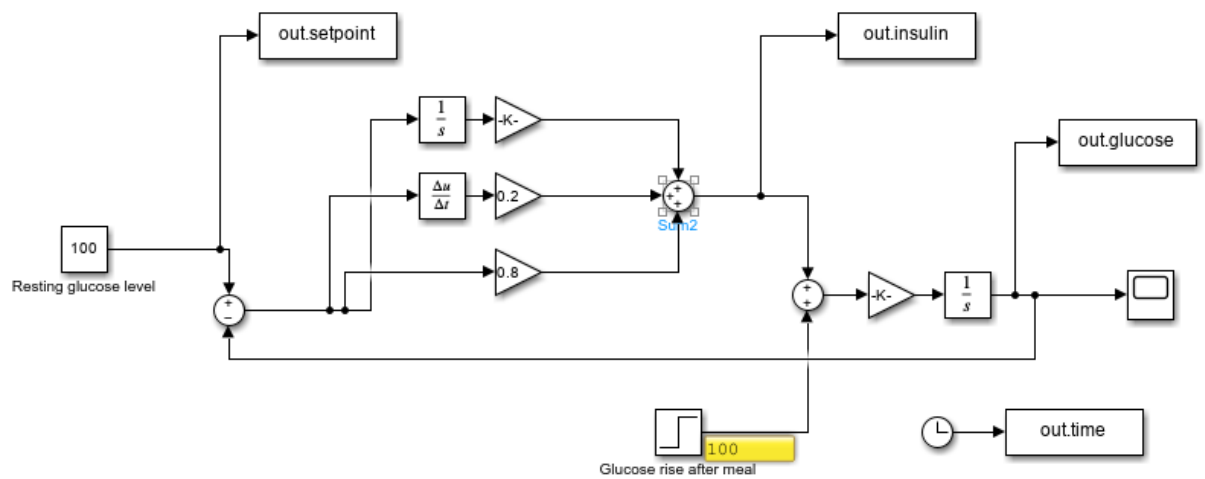 out.setpoint
out.insulin
1
s
-K-
out.glucose
Δu
Δt
0.2
+
+
+
Sum2
100
Resting glucose level
0.8
+
−
+
+
-K-
1
s
100
Glucose rise after meal
out.time